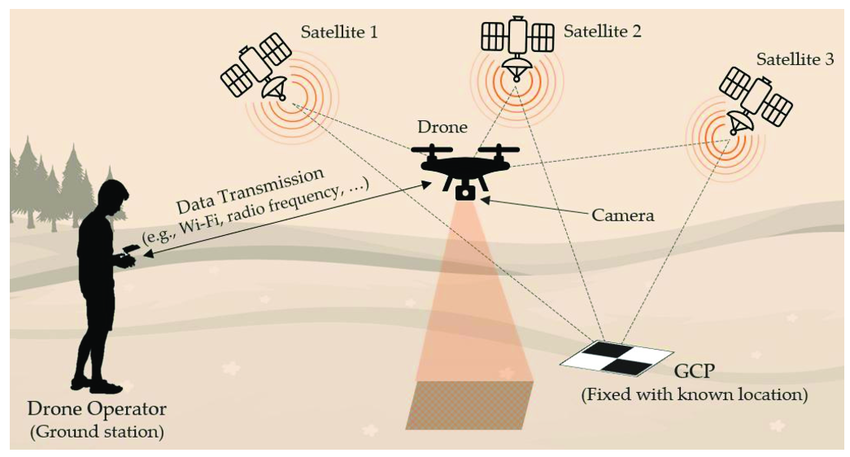 Satellite 1
Satellite 2
Satellite 3
Drone
Data Transmission
(e.g., Wi-Fi, radio frequency, ...)
Camera
GCP
(Fixed with known location)
Drone Operator
(Ground station)